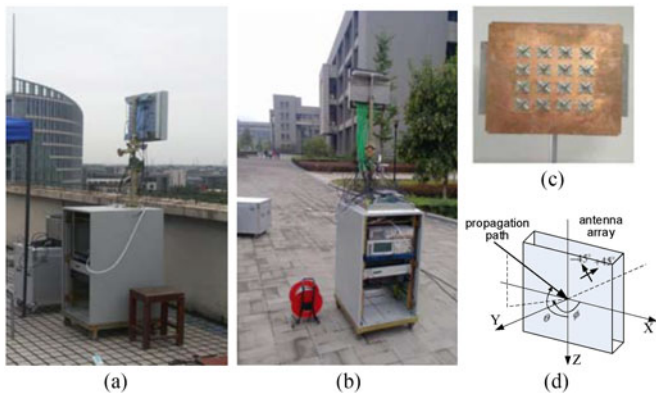 (a)
(b)
(c)
propagation
path
antenna
array
-45°
+45°
Y
θ
ϕ
X
Z
(d)